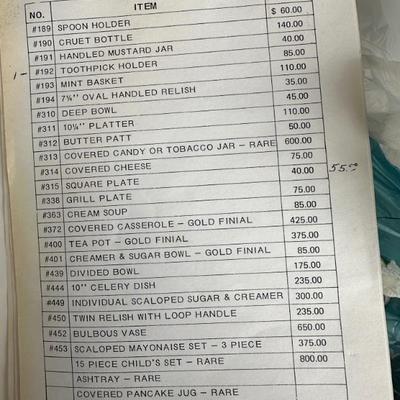 NO. ITEM
#189 SPOON HOLDER $ 60.00
#190 CRUET BOTTLE 140.00
#191 HANDLED MUSTARD JAR 40.00
1 – #192 TOOTHPICK HOLDER 85.00
#193 MINT BASKET 110.00
#194 7¼'' OVAL HANDLED RELISH 35.00
#310 DEEP BOWL 45.00
#311 10¼'' PLATTER 110.00
#312 BUTTER PATT 50.00
#313 COVERED CANDY OR TOBACCO JAR – RARE 600.00
#314 COVERED CHEESE 75.00
#315 SQUARE PLATE 40.00
#338 GRILL PLATE 75.00
#363 CREAM SOUP 85.00
#372 COVERED CASSEROLE – GOLD FINIAL 425.00
#400 TEA POT – GOLD FINIAL 375.00
#401 CREAMER & SUGAR BOWL – GOLD FINIAL 85.00
#439 DIVIDED BOWL 175.00
#444 10'' CELERY DISH 235.00
#449 INDIVIDUAL SCALOPED SUGAR & CREAMER 300.00
#450 TWIN RELISH WITH LOOP HANDLE 235.00
#452 BULBOUS VASE 650.00
#453 SCALOPED MAYONAISE SET – 3 PIECE 375.00
15 PIECE CHILD'S SET – RARE 800.00
ASHTRAY – RARE
COVERED PANCAKE JUG – RARE